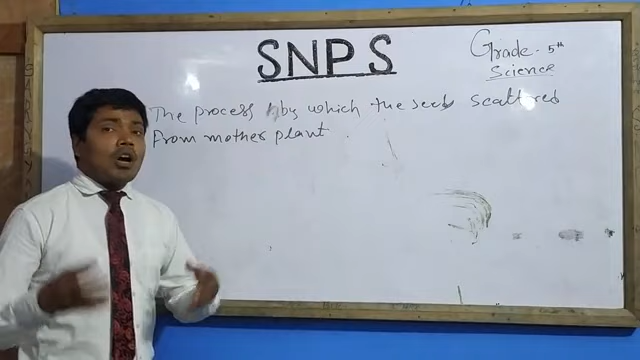 SNPS
Grade - 5th
Science
The process by which the seed scattered
From mother plant.